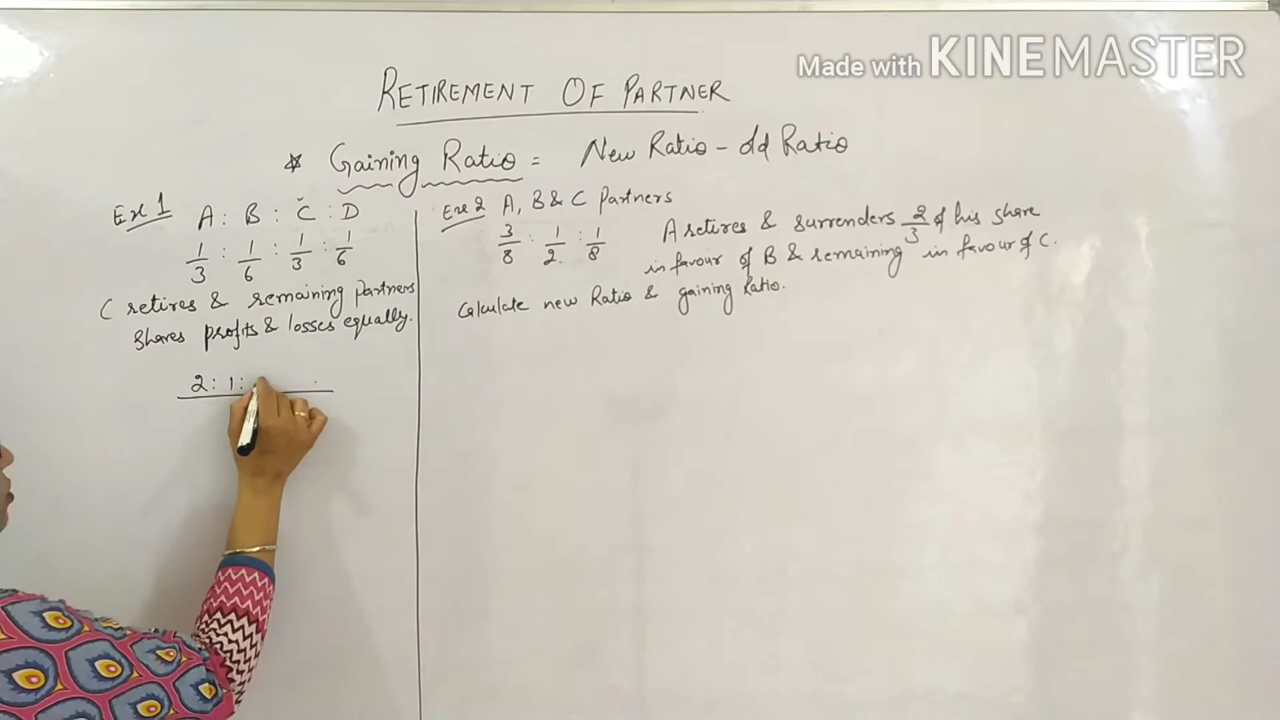 Made with KINEMASTER
RETIREMENT OF PARTNER
* Gaining Ratio = New Ratio - Old Ratio
Ex 1 A : B : C : D
1/3 : 1/6 : 1/3 : 1/6
C retires & remaining partners
shares profits & losses equally.
2 : 1 :
Ex 2 A, B & C Partners
3/8 : 1/2 : 1/8
A retires & surrenders 2/3 of his share
in favour of B & remaining in favour of C.
Calculate new Ratio & gaining Ratio.